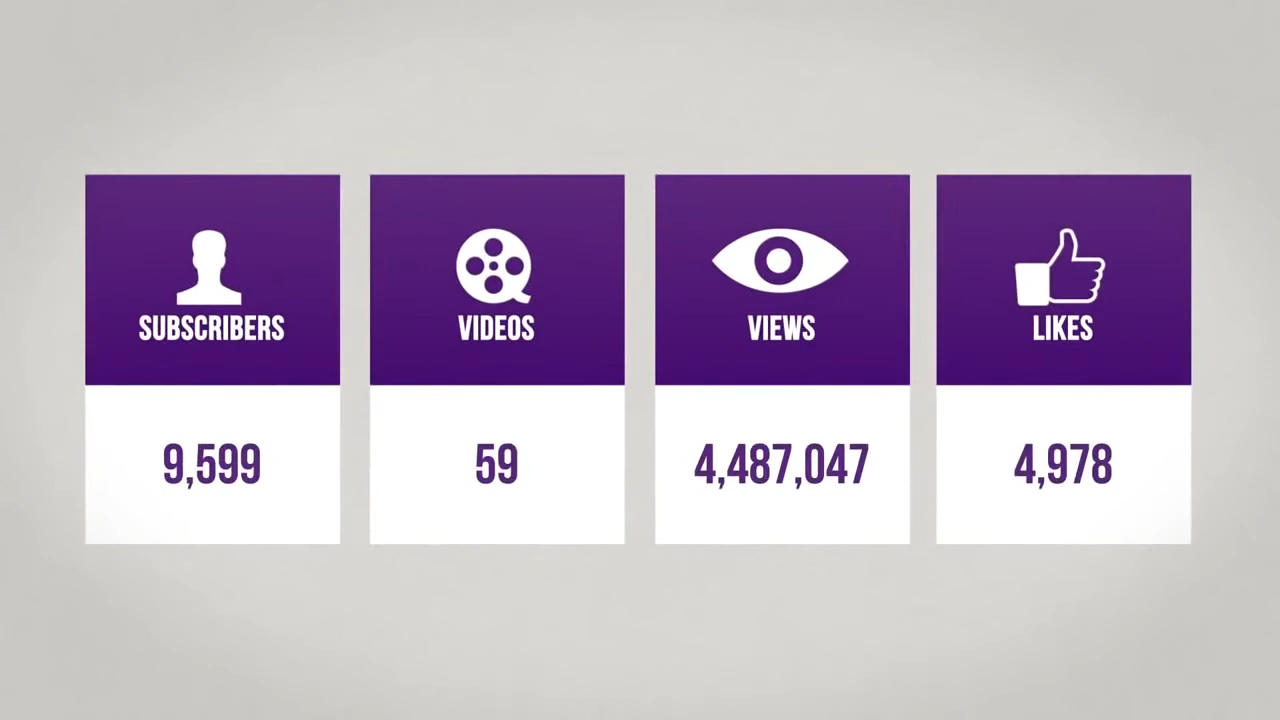 SUBSCRIBERS
9,599
VIDEOS
59
VIEWS
4,487,047
LIKES
4,978